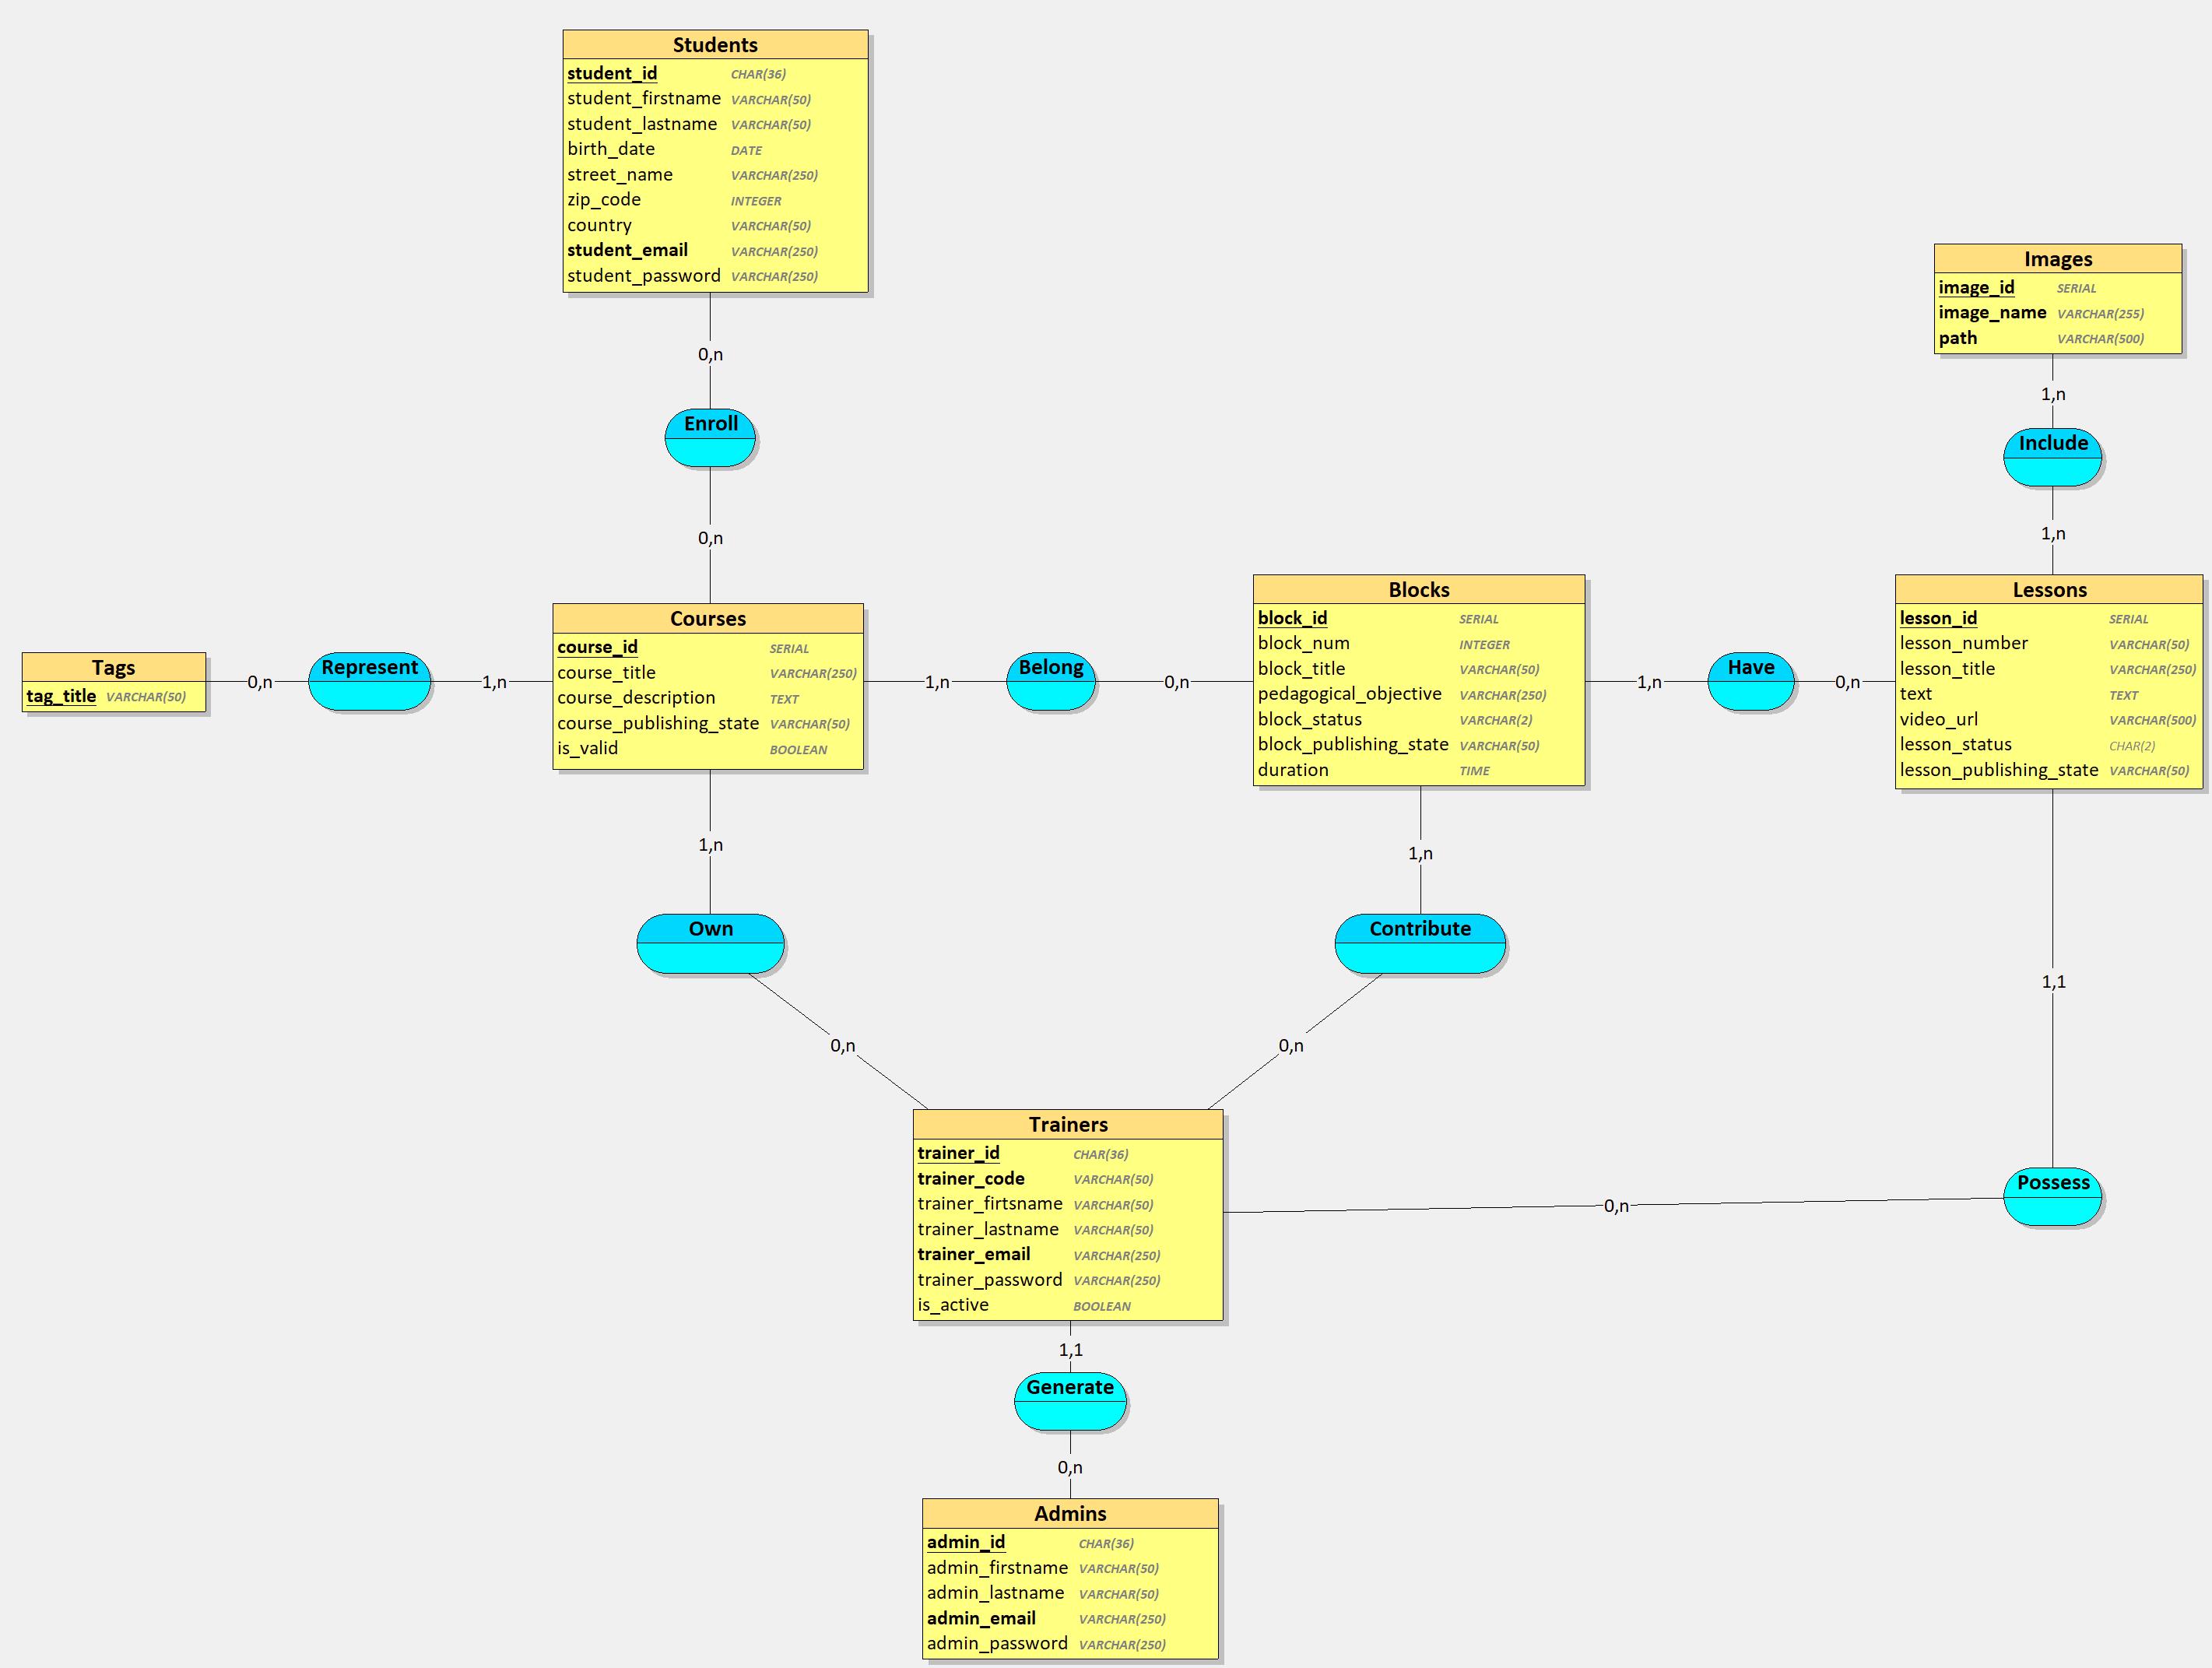 Students
student_id CHAR(36)
student_firstname VARCHAR(50)
student_lastname VARCHAR(50)
birth_date DATE
street_name VARCHAR(250)
zip_code INTEGER
country VARCHAR(50)
student_email VARCHAR(250)
student_password VARCHAR(250)
0,n
Enroll
0,n
Images
image_id SERIAL
image_name VARCHAR(255)
path VARCHAR(500)
1,n
Include
1,n
Tags
tag_title VARCHAR(50)
0,n
Represent
1,n
Courses
course_id SERIAL
course_title VARCHAR(250)
course_description TEXT
course_publishing_state VARCHAR(50)
is_valid BOOLEAN
1,n
Belong
0,n
Blocks
block_id SERIAL
block_num INTEGER
block_title VARCHAR(50)
pedagogical_objective VARCHAR(250)
block_status VARCHAR(2)
block_publishing_state VARCHAR(50)
duration TIME
1,n
Have
0,n
Lessons
lesson_id SERIAL
lesson_number VARCHAR(50)
lesson_title VARCHAR(250)
text TEXT
video_url VARCHAR(500)
lesson_status CHAR(2)
lesson_publishing_state VARCHAR(50)
1,n
Own
0,n
1,n
Contribute
0,n
1,1
Possess
0,n
Trainers
trainer_id CHAR(36)
trainer_code VARCHAR(50)
trainer_firtsname VARCHAR(50)
trainer_lastname VARCHAR(50)
trainer_email VARCHAR(250)
trainer_password VARCHAR(250)
is_active BOOLEAN
1,1
Generate
0,n
Admins
admin_id CHAR(36)
admin_firstname VARCHAR(50)
admin_lastname VARCHAR(50)
admin_email VARCHAR(250)
admin_password VARCHAR(250)